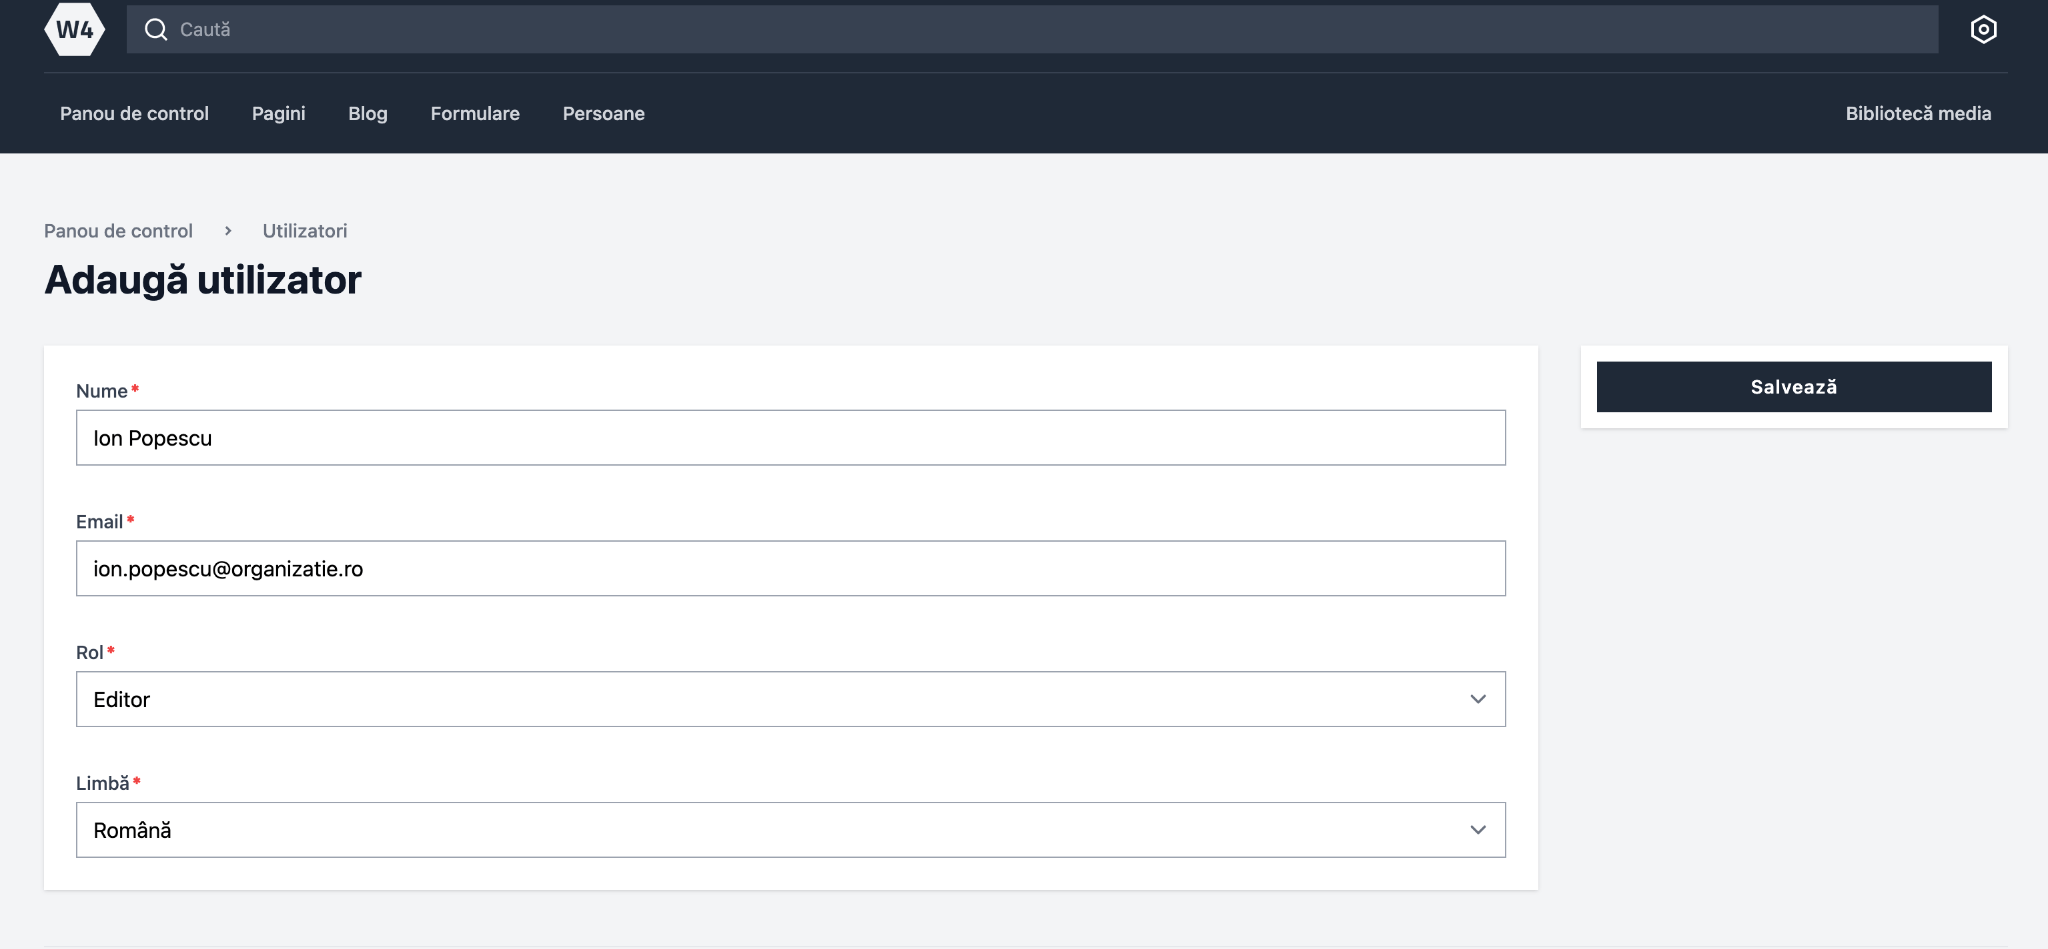 W4
Caută
Panou de control Pagini Blog Formulare Persoane Bibliotecă media
Panou de control > Utilizatori
Adaugă utilizator
Nume*
Ion Popescu
Salvează
Email*
ion.popescu@organizatie.ro
Rol*
Editor
Limbă*
Română